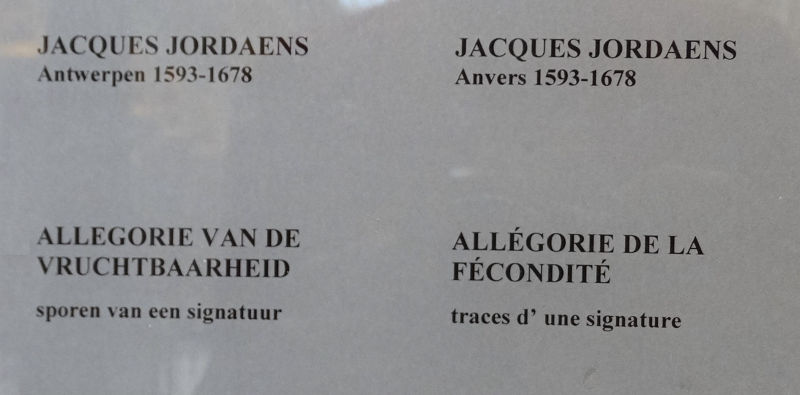 JACQUES JORDAENS
Antwerpen 1593-1678
ALLEGORIE VAN DE
VRUCHTBAARHEID
sporen van een signatuur
JACQUES JORDAENS
Anvers 1593-1678
ALLÉGORIE DE LA
FÉCONDITÉ
traces d’ une signature